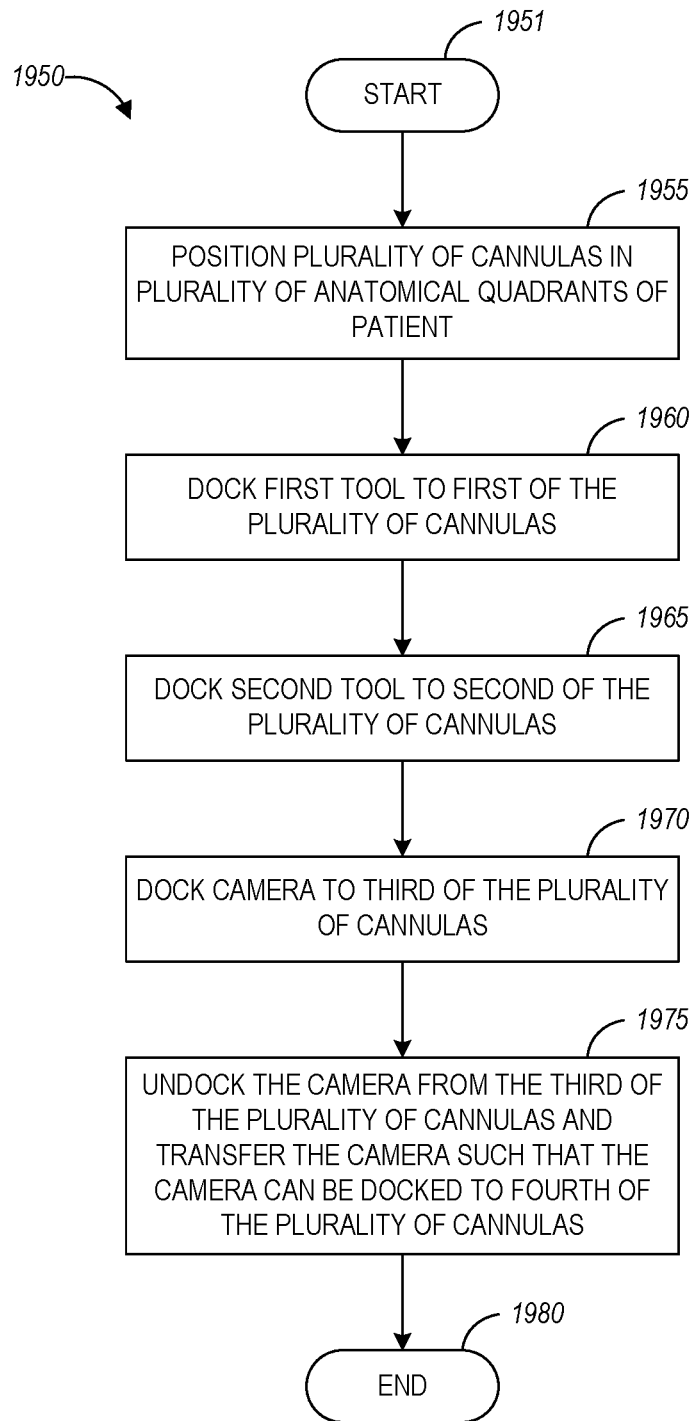 1950
1951
START
1955
POSITION PLURALITY OF CANNULAS IN
PLURALITY OF ANATOMICAL QUADRANTS OF
PATIENT
1960
DOCK FIRST TOOL TO FIRST OF THE
PLURALITY OF CANNULAS
1965
DOCK SECOND TOOL TO SECOND OF THE
PLURALITY OF CANNULAS
1970
DOCK CAMERA TO THIRD OF THE PLURALITY
OF CANNULAS
1975
UNDOCK THE CAMERA FROM THE THIRD OF
THE PLURALITY OF CANNULAS AND
TRANSFER THE CAMERA SUCH THAT THE
CAMERA CAN BE DOCKED TO FOURTH OF
THE PLURALITY OF CANNULAS
1980
END